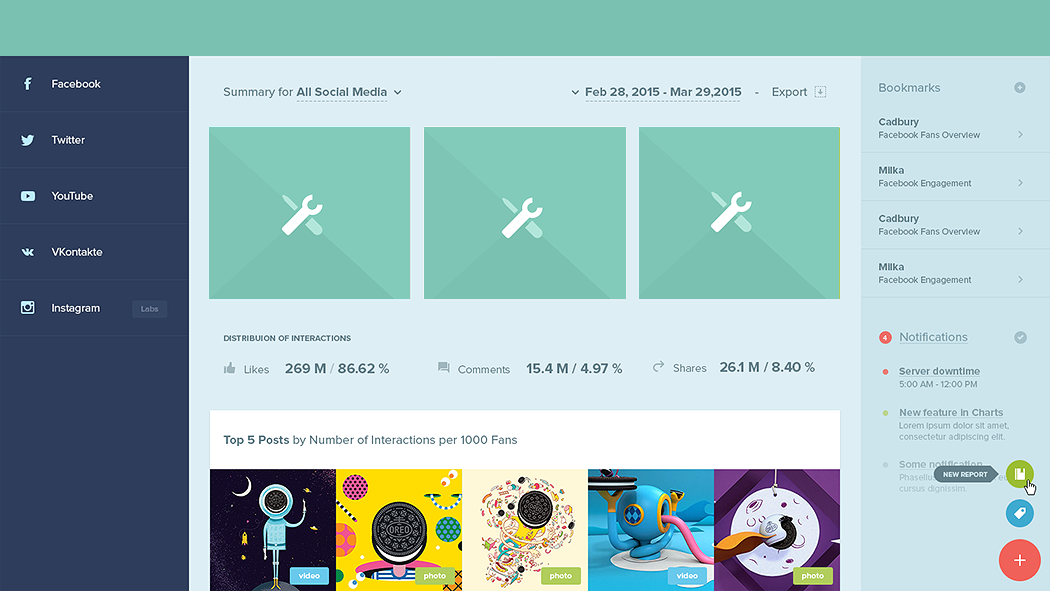 Facebook
Twitter
YouTube
VKontakte
Instagram
Labs
Summary for All Social Media
Feb 28, 2015 - Mar 29,2015 - Export
DISTRIBUION OF INTERACTIONS
Likes 269 M / 86.62 %
Comments 15.4 M / 4.97 %
Shares 26.1 M / 8.40 %
Top 5 Posts by Number of Interactions per 1000 Fans
OREO
video
photo
photo
video
photo
Bookmarks
Cadbury
Facebook Fans Overview
Milka
Facebook Engagement
Cadbury
Facebook Fans Overview
Milka
Facebook Engagement
4 Notifications
Server downtime
5:00 AM - 12:00 PM
New feature in Charts
Lorem ipsum dolor sit amet,
consectetur adipiscing elit.
Some notification
cursus dignissim.
NEW REPORT